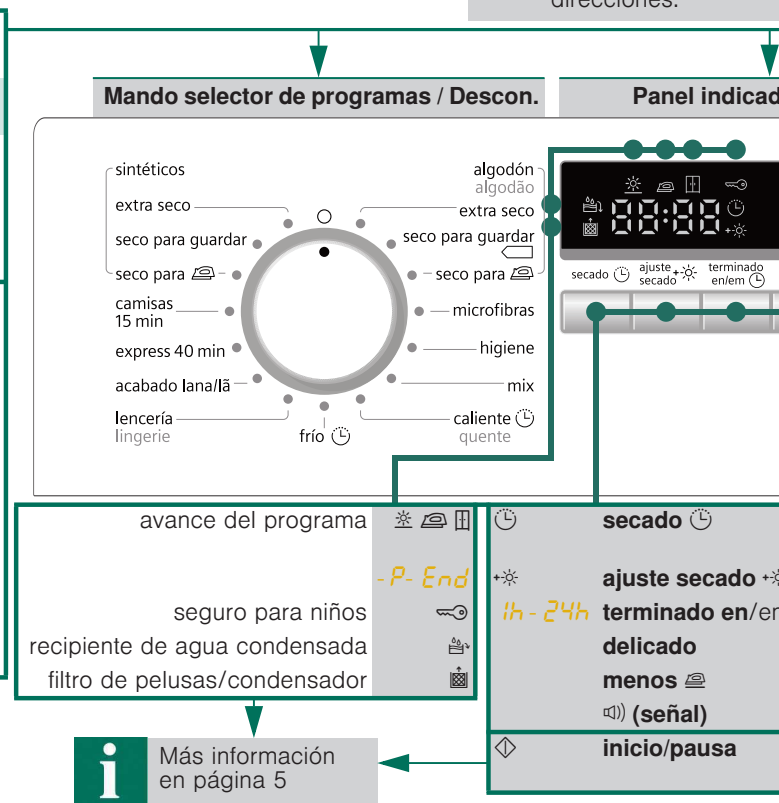 direcciones.
Mando selector de programas / Descon.
Panel indicad
sintéticos
extra seco
seco para guardar
seco para
camisas
15 min
express 40 min
acabado lana/lã
lencería
lingerie
frío
algodón
algodão
extra seco
seco para guardar
seco para
microfibras
higiene
mix
caliente
quente
88:88
secado
ajuste
secado
terminado
en/em
avance del programa
-P- End
seguro para niños
recipiente de agua condensada
filtro de pelusas/condensador
secado
ajuste secado
1h - 24h terminado en/em
delicado
menos
(señal)
inicio/pausa
i
Más información
en página 5